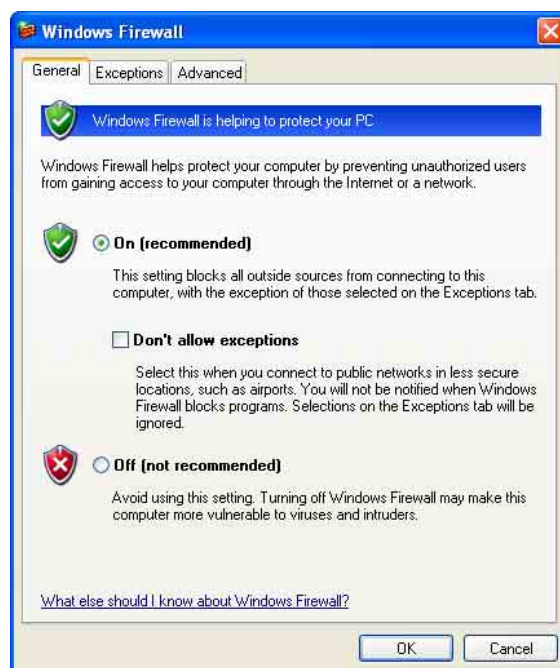 Windows Firewall
General Exceptions Advanced
Windows Firewall is helping to protect your PC
Windows Firewall helps protect your computer by preventing unauthorized users
from gaining access to your computer through the Internet or a network.
On (recommended)
This setting blocks all outside sources from connecting to this
computer, with the exception of those selected on the Exceptions tab.
Don't allow exceptions
Select this when you connect to public networks in less secure
locations, such as airports. You will not be notified when Windows
Firewall blocks programs. Selections on the Exceptions tab will be
ignored.
Off (not recommended)
Avoid using this setting. Turning off Windows Firewall may make this
computer more vulnerable to viruses and intruders.
What else should I know about Windows Firewall?
OK Cancel